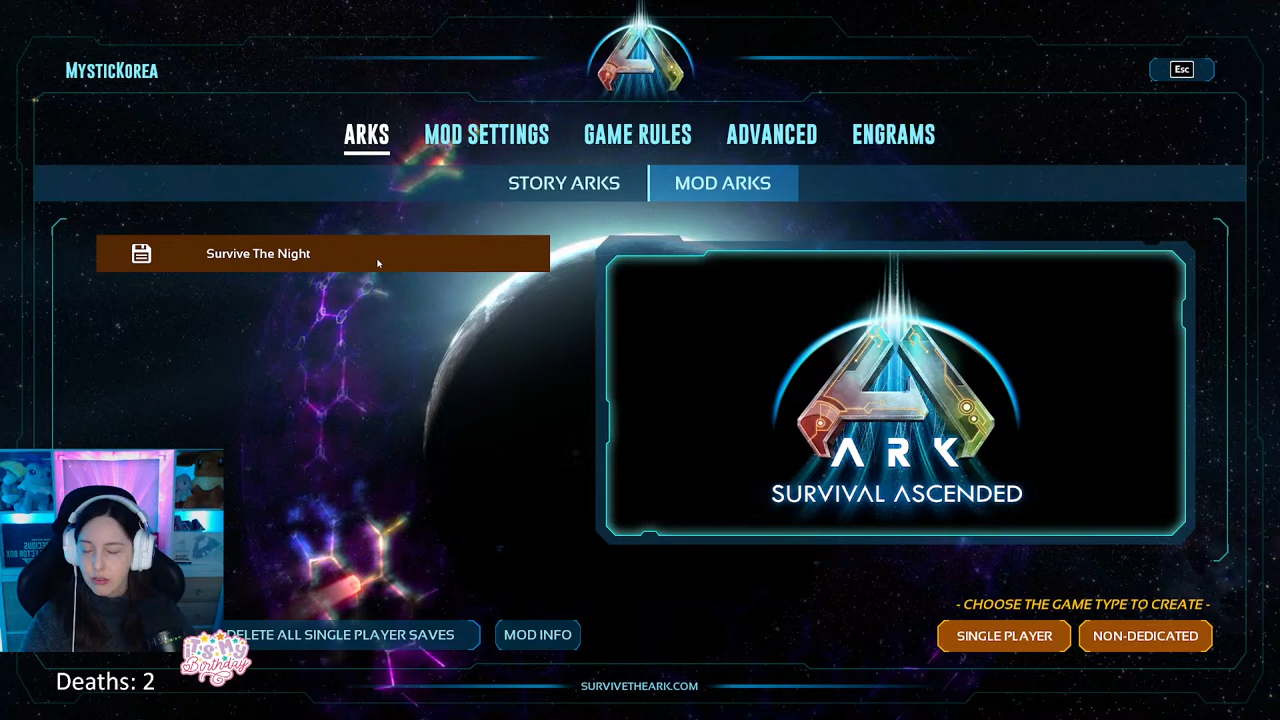 MYSTICKOREA
Esc
ARKS
MOD SETTINGS
GAME RULES
ADVANCED
ENGRAMS
STORY ARKS
MOD ARKS
Survive The Night
ARK
SURVIVAL ASCENDED
- CHOOSE THE GAME TYPE TO CREATE -
DELETE ALL SINGLE PLAYER SAVES
MOD INFO
SINGLE PLAYER
NON-DEDICATED
IT'S MY
Birthday
Deaths: 2
SURVIVETHEARK.COM